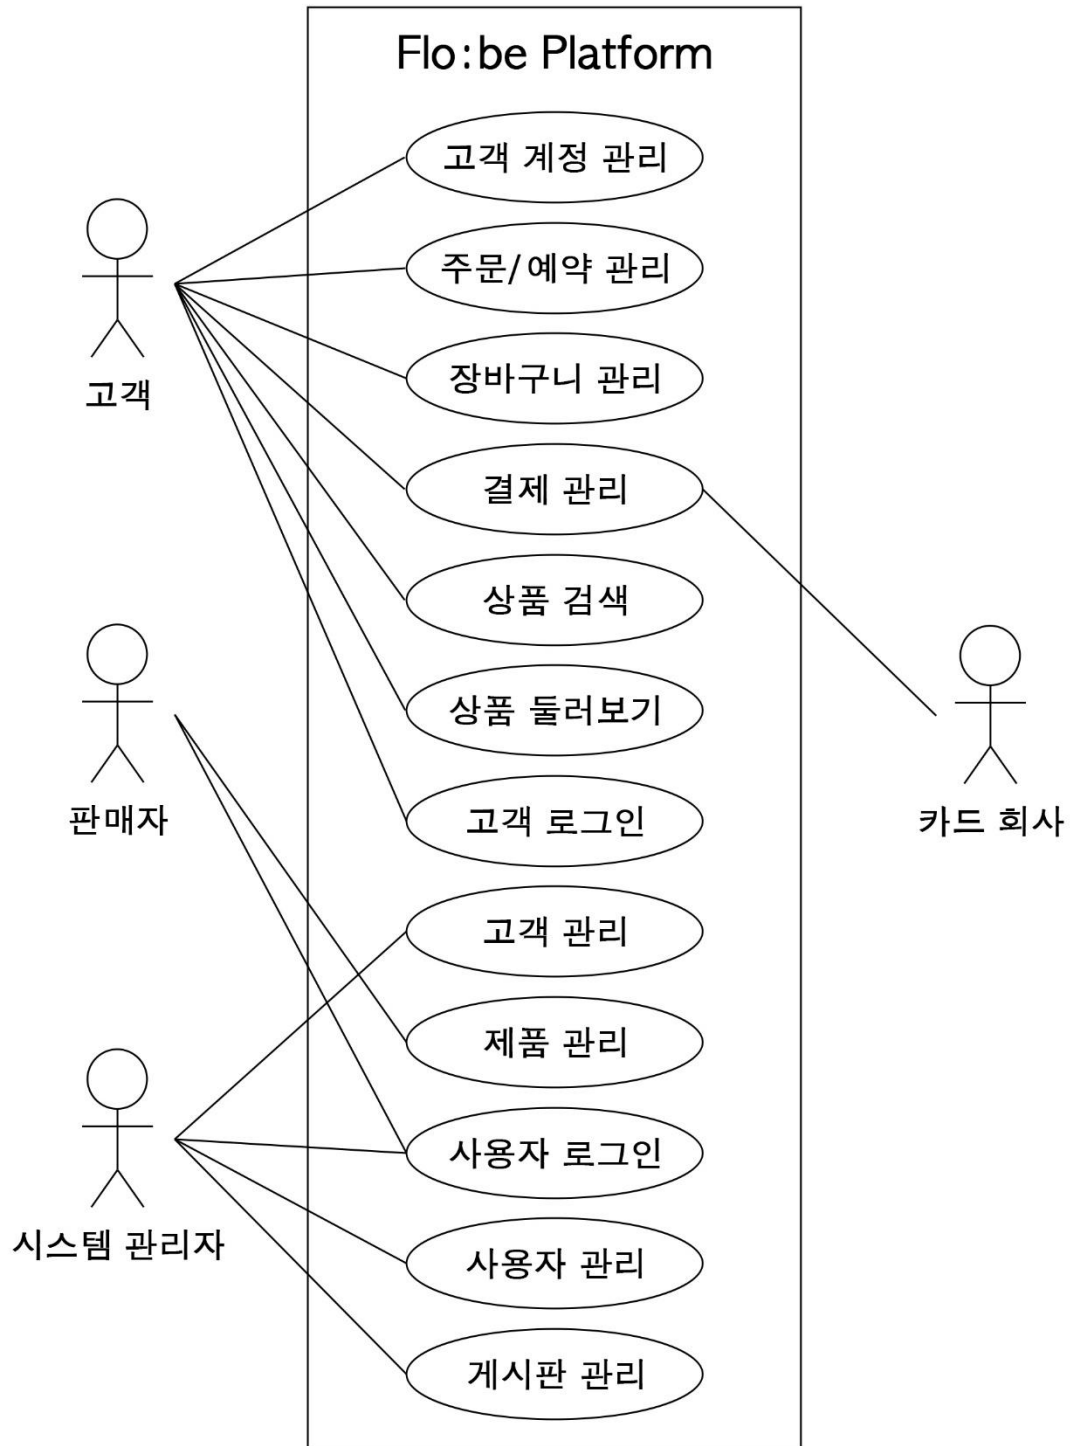 Flo:be Platform
고객 계정 관리
주문/예약 관리
장바구니 관리
결제 관리
상품 검색
상품 둘러보기
고객 로그인
고객 관리
제품 관리
사용자 로그인
사용자 관리
게시판 관리
고객
판매자
시스템 관리자
카드 회사